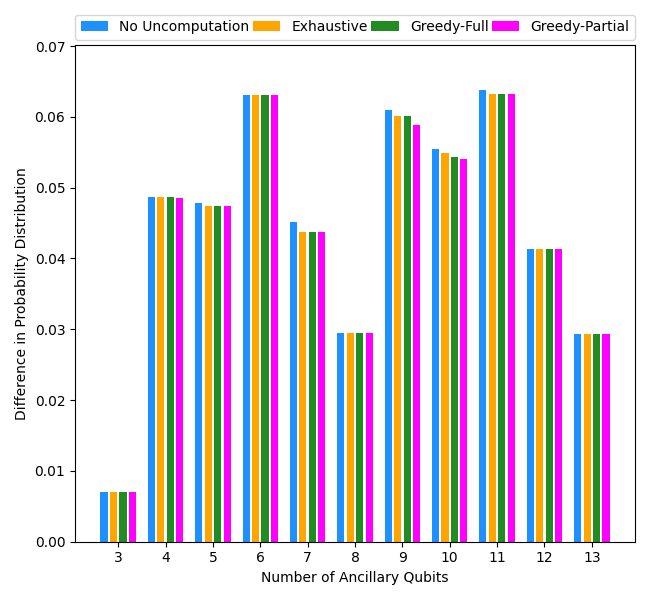 No Uncomputation Exhaustive Greedy-Full Greedy-Partial
0.07
0.06
0.05
0.04
0.03
0.02
0.01
0.00
Difference in Probability Distribution
3 4 5 6 7 8 9 10 11 12 13
Number of Ancillary Qubits